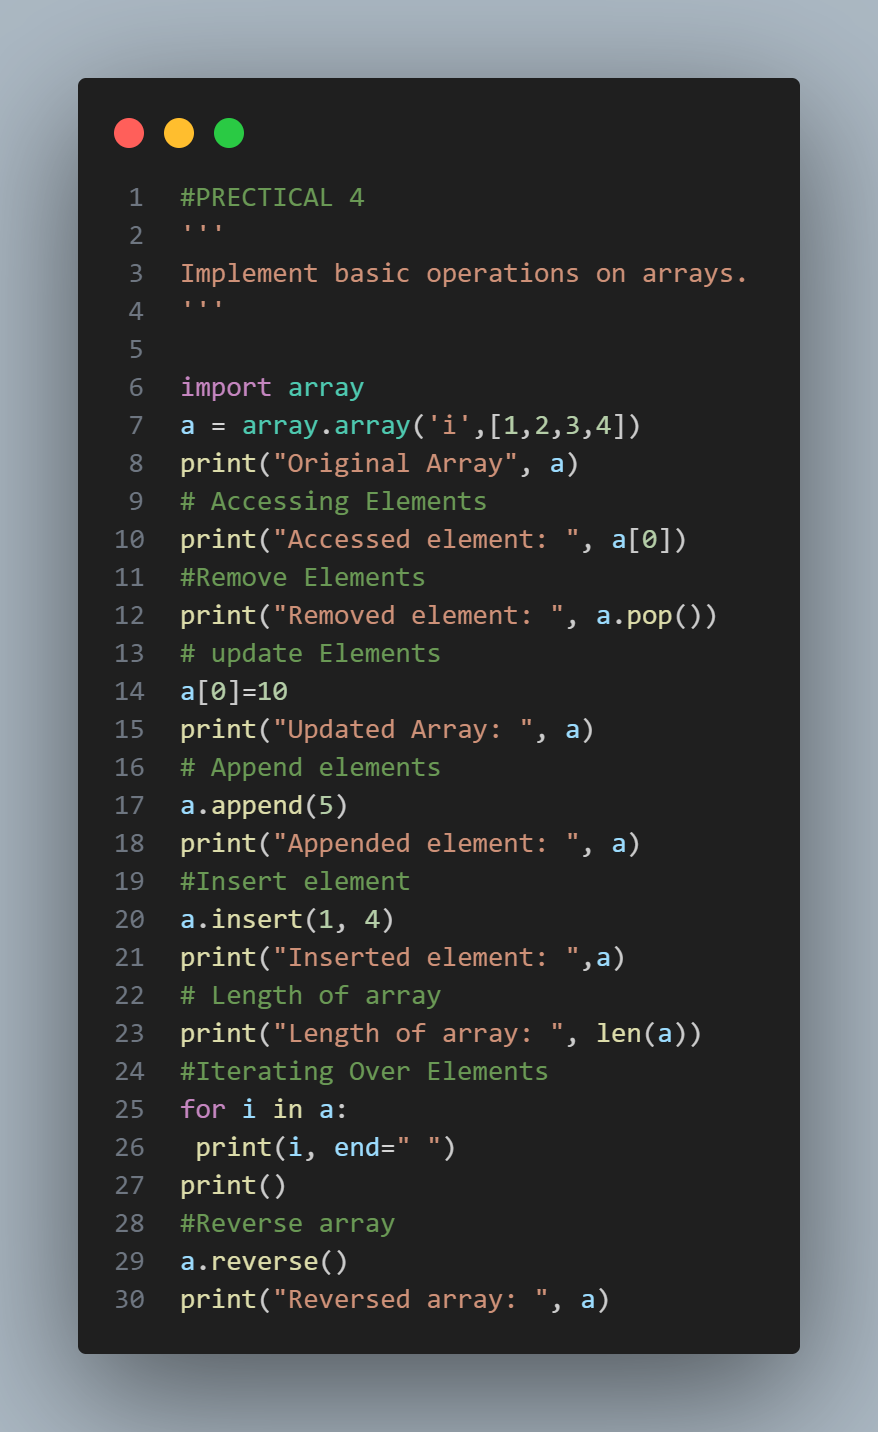 1 #PRECTICAL 4
2 '''
3 Implement basic operations on arrays.
4 '''
5
6 import array
7 a = array.array('i',[1,2,3,4])
8 print("Original Array", a)
9 # Accessing Elements
10 print("Accessed element: ", a[0])
11 #Remove Elements
12 print("Removed element: ", a.pop())
13 # update Elements
14 a[0]=10
15 print("Updated Array: ", a)
16 # Append elements
17 a.append(5)
18 print("Appended element: ", a)
19 #Insert element
20 a.insert(1, 4)
21 print("Inserted element: ",a)
22 # Length of array
23 print("Length of array: ", len(a))
24 #Iterating Over Elements
25 for i in a:
26  print(i, end=" ")
27 print()
28 #Reverse array
29 a.reverse()
30 print("Reversed array: ", a)